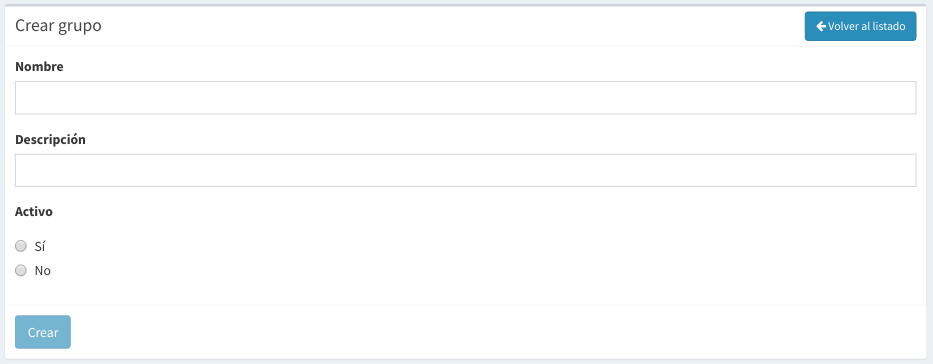 Crear grupo
Volver al listado
Nombre
Descripción
Activo
Sí
No
Crear